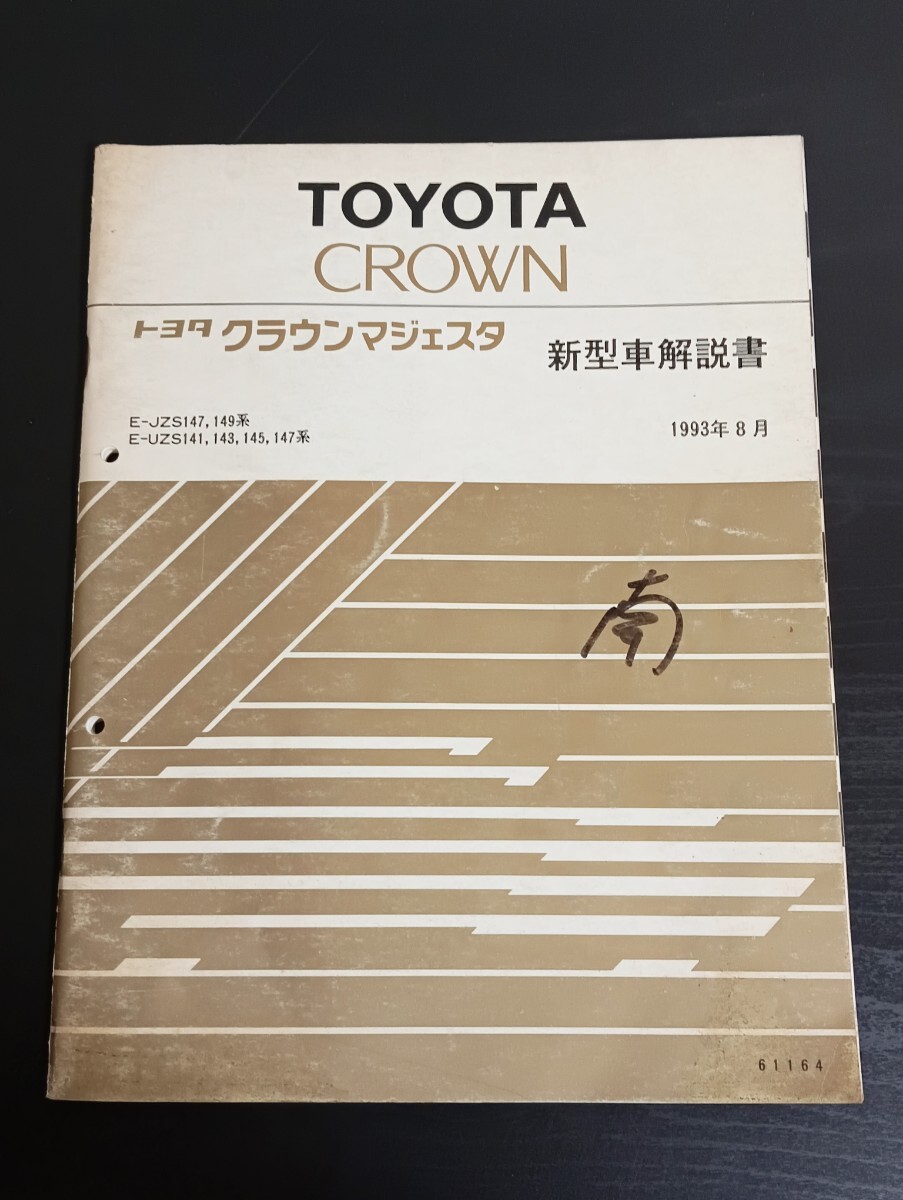 TOYOTA
CROWN
トヨタ クラウンマジェスタ
新型車解説書
E-JZS147,149系
E-UZS141,143,145,147系
1993年8月
南
61164